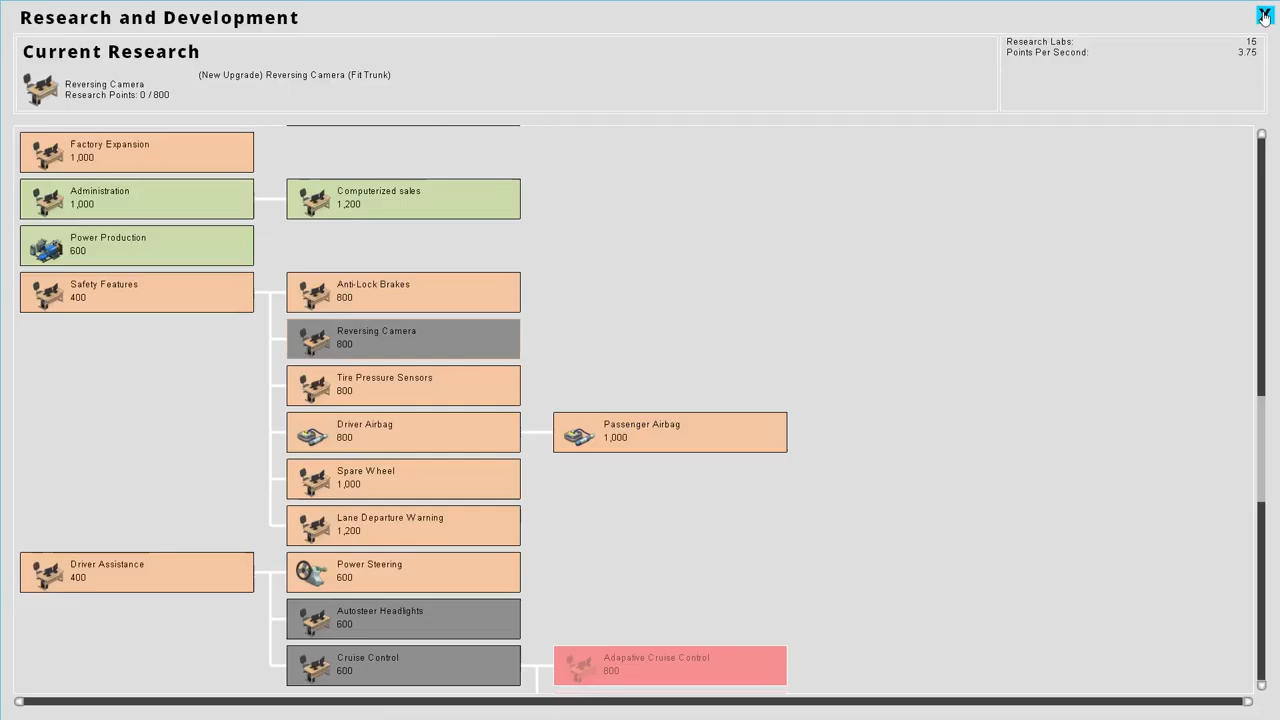 Research and Development
Current Research
Reversing Camera
Research Points: 0 / 800
(New Upgrade) Reversing Camera (Fit Trunk)
Research Labs: 15
Points Per Second: 3.75
Factory Expansion
1,000
Administration
1,000
Computerized sales
1,200
Power Production
600
Safety Features
400
Anti-Lock Brakes
800
Reversing Camera
800
Tire Pressure Sensors
800
Driver Airbag
800
Passenger Airbag
1,000
Spare Wheel
1,000
Lane Departure Warning
1,200
Driver Assistance
400
Power Steering
600
Autosteer Headlights
600
Cruise Control
600
Adapative Cruise Control
800